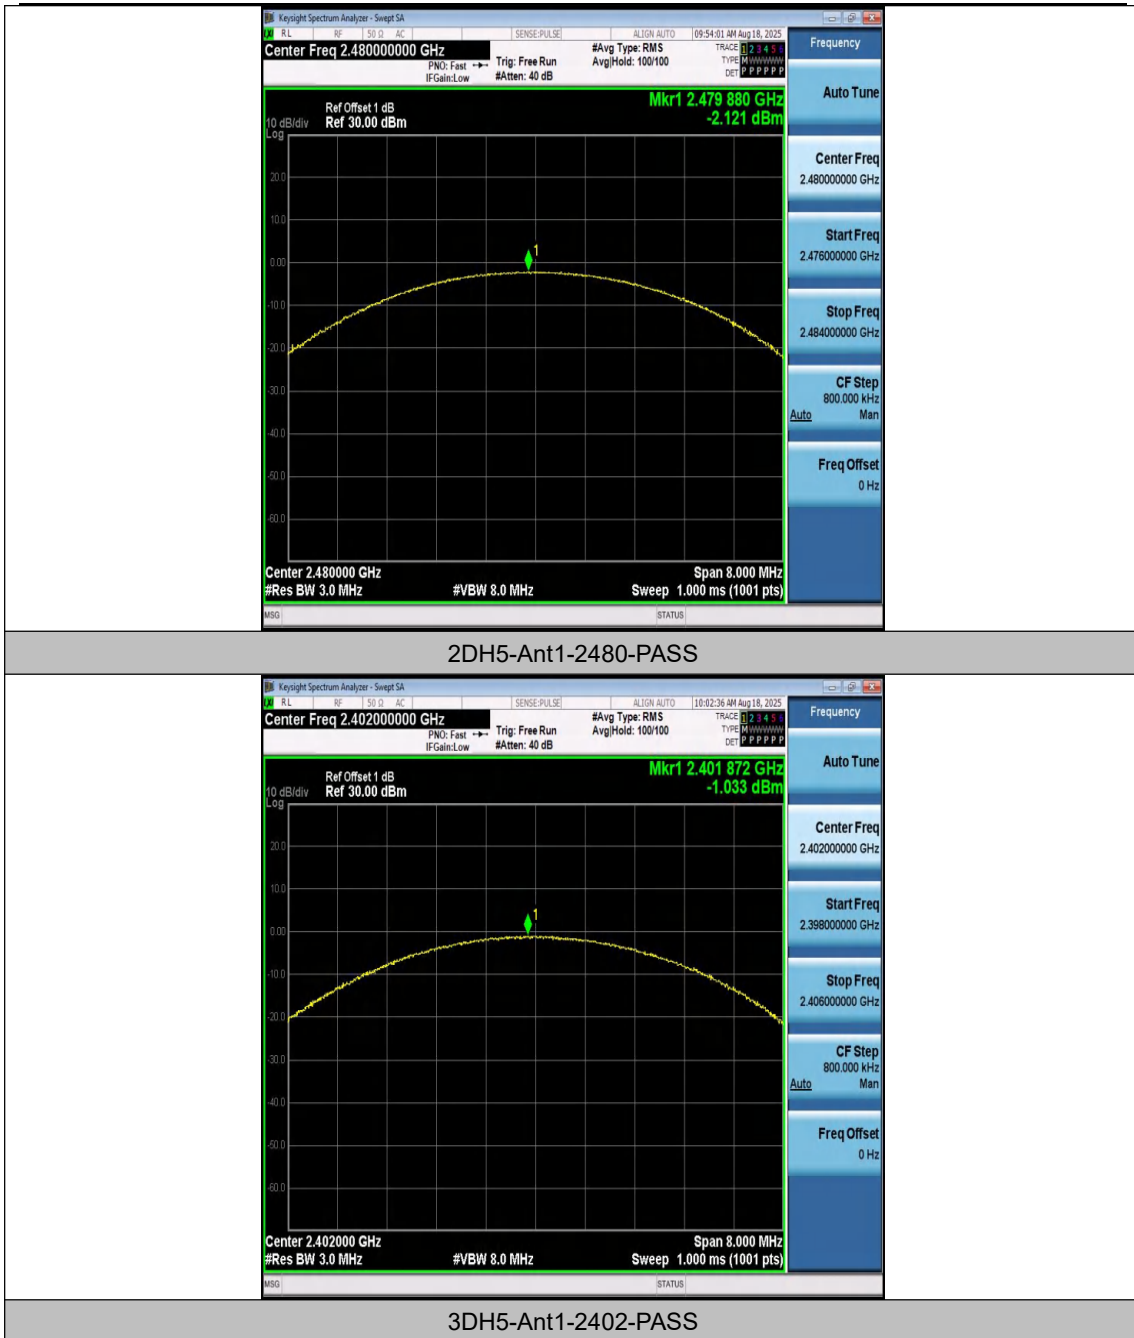 Keysight Spectrum Analyzer - Swept SA
RL RF 50 Ω AC SENSE:PULSE ALIGN AUTO 09:54:01 AM Aug 18, 2025
Center Freq 2.480000000 GHz
PNO: Fast
IFGain:Low
Trig: Free Run
#Atten: 40 dB
#Avg Type: RMS
Avg|Hold: 100/100
TRACE 1 2 3 4 5 6
TYPE M WWWWW
DET P P P P P P
Frequency
Auto Tune
Center Freq
2.480000000 GHz
Start Freq
2.476000000 GHz
Stop Freq
2.484000000 GHz
CF Step
800.000 kHz
Auto Man
Freq Offset
0 Hz
Mkr1 2.479 880 GHz
-2.121 dBm
Ref Offset 1 dB
10 dB/div Ref 30.00 dBm
Log
20.0
10.0
0.00
-10.0
-20.0
-30.0
-40.0
-50.0
-60.0
1
Center 2.480000 GHz Span 8.000 MHz
#Res BW 3.0 MHz #VBW 8.0 MHz Sweep 1.000 ms (1001 pts)
MSG STATUS
2DH5-Ant1-2480-PASS
Keysight Spectrum Analyzer - Swept SA
RL RF 50 Ω AC SENSE:PULSE ALIGN AUTO 10:02:36 AM Aug 18, 2025
Center Freq 2.402000000 GHz
PNO: Fast
IFGain:Low
Trig: Free Run
#Atten: 40 dB
#Avg Type: RMS
Avg|Hold: 100/100
TRACE 1 2 3 4 5 6
TYPE M WWWWW
DET P P P P P P
Frequency
Auto Tune
Center Freq
2.402000000 GHz
Start Freq
2.398000000 GHz
Stop Freq
2.406000000 GHz
CF Step
800.000 kHz
Auto Man
Freq Offset
0 Hz
Mkr1 2.401 872 GHz
-1.033 dBm
Ref Offset 1 dB
10 dB/div Ref 30.00 dBm
Log
20.0
10.0
0.00
-10.0
-20.0
-30.0
-40.0
-50.0
-60.0
1
Center 2.402000 GHz Span 8.000 MHz
#Res BW 3.0 MHz #VBW 8.0 MHz Sweep 1.000 ms (1001 pts)
MSG STATUS
3DH5-Ant1-2402-PASS